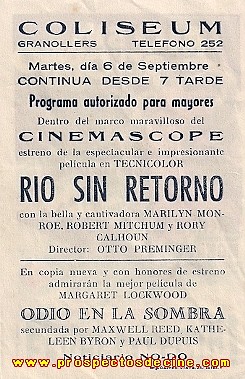 COLISEUM
GRANOLLERS TELEFONO 252
Martes, día 6 de Septiembre
CONTINUA DESDE 7 TARDE
Programa autorizado para mayores
Dentro del marco maravilloso del
CINEMASCOPE
estreno de la espectacular e impresionante
película en TECNICOLOR
RIO SIN RETORNO
con la bella y cantivadora MARILYN MON-
ROE, ROBERT MITCHUM y RORY
CALHOUN
Director: OTTO PREMINGER
En copia nueva y con honores de estreno
admirarán la mejor película de
MARGARET LOCKWOOD
ODIO EN LA SOMBRA
secundada por MAXWELL REED, KATHE-
LEEN BYRON y PAUL DUPUIS
Noticiario NO-DO
www.prospectosdecine.com